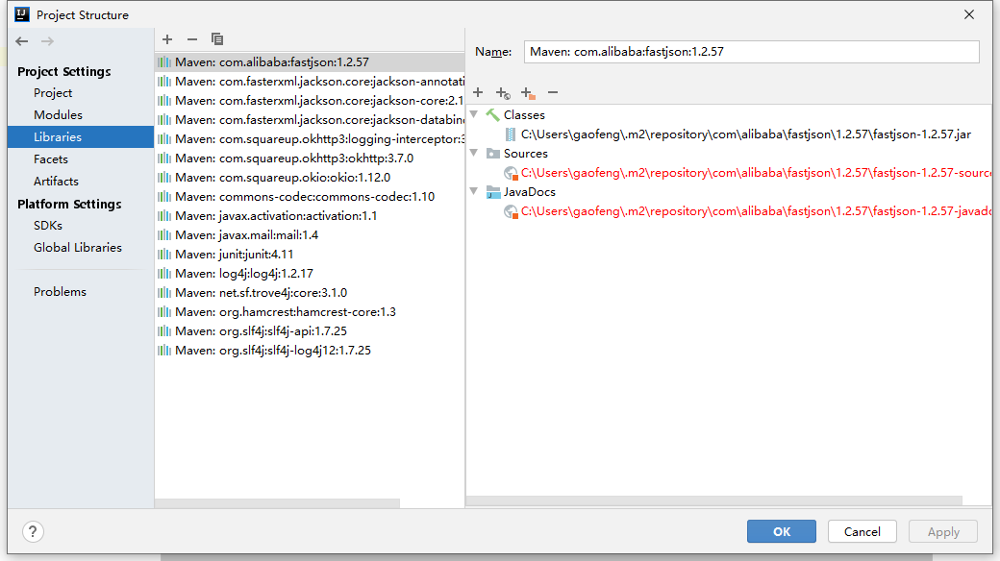 Project Structure
Project Settings
Project
Modules
Libraries
Facets
Artifacts
Platform Settings
SDKs
Global Libraries
Problems
Maven: com.alibaba:fastjson:1.2.57
Maven: com.fasterxml.jackson.core:jackson-annotati
Maven: com.fasterxml.jackson.core:jackson-core:2.1
Maven: com.fasterxml.jackson.core:jackson-databind
Maven: com.squareup.okhttp3:logging-interceptor:3
Maven: com.squareup.okhttp3:okhttp:3.7.0
Maven: com.squareup.okio:okio:1.12.0
Maven: commons-codec:commons-codec:1.10
Maven: javax.activation:activation:1.1
Maven: javax.mail:mail:1.4
Maven: junit:junit:4.11
Maven: log4j:log4j:1.2.17
Maven: net.sf.trove4j:core:3.1.0
Maven: org.hamcrest:hamcrest-core:1.3
Maven: org.slf4j:slf4j-api:1.7.25
Maven: org.slf4j:slf4j-log4j12:1.7.25
Name: Maven: com.alibaba:fastjson:1.2.57
Classes
C:\Users\gaofeng\.m2\repository\com\alibaba\fastjson\1.2.57\fastjson-1.2.57.jar
Sources
C:\Users\gaofeng\.m2\repository\com\alibaba\fastjson\1.2.57\fastjson-1.2.57-source
JavaDocs
C:\Users\gaofeng\.m2\repository\com\alibaba\fastjson\1.2.57\fastjson-1.2.57-javado
? OK Cancel Apply